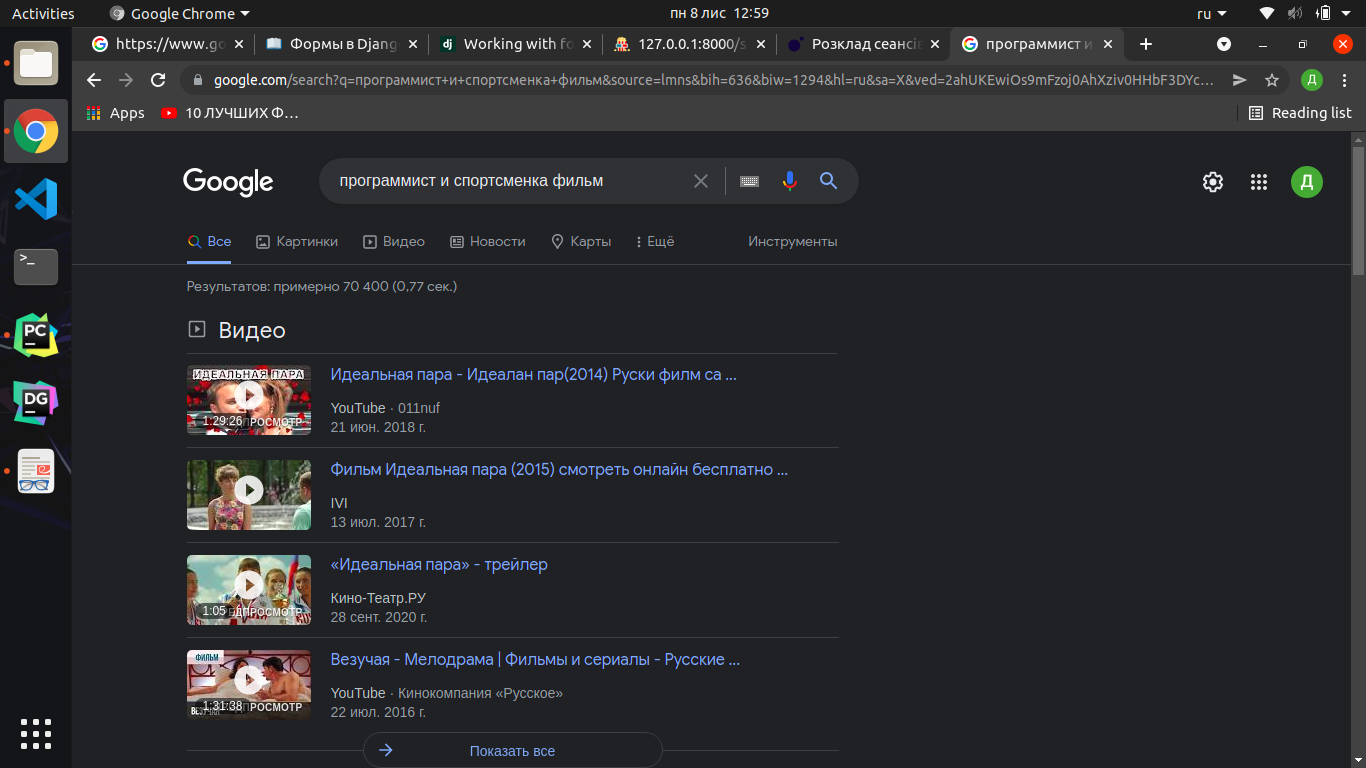 Activities
Google Chrome
пн 8 лис 12:59
ru
https://www.go
Формы в Djang
Working with fo
127.0.0.1:8000/s
Розклад сеансів
программист и
google.com/search?q=программист+и+спортсменка+фильм&source=lmns&bih=636&biw=1294&hl=ru&sa=X&ved=2ahUKEwiOs9mFzoj0AhXziv0HHbF3DYc...
Д
Apps
10 ЛУЧШИХ Ф...
Reading list
Google
программист и спортсменка фильм
Д
Все
Картинки
Видео
Новости
Карты
Ещё
Инструменты
Результатов: примерно 70 400 (0,77 сек.)
Видео
ИДЕАЛЬНАЯ ПАРА
1:29:26
ПРОСМОТР
Идеальная пара - Идеалан пар(2014) Руски филм са ...
YouTube · 011nuf
21 июн. 2018 г.
Фильм Идеальная пара (2015) смотреть онлайн бесплатно ...
IVI
13 июл. 2017 г.
1:05
ДПРОСМОТР
«Идеальная пара» - трейлер
Кино-Театр.РУ
28 сент. 2020 г.
ФИЛЬМ
1:31:38
ПРОСМОТР
Везучая - Мелодрама | Фильмы и сериалы - Русские ...
YouTube · Кинокомпания «Русское»
22 июл. 2016 г.
Показать все
PC
DG